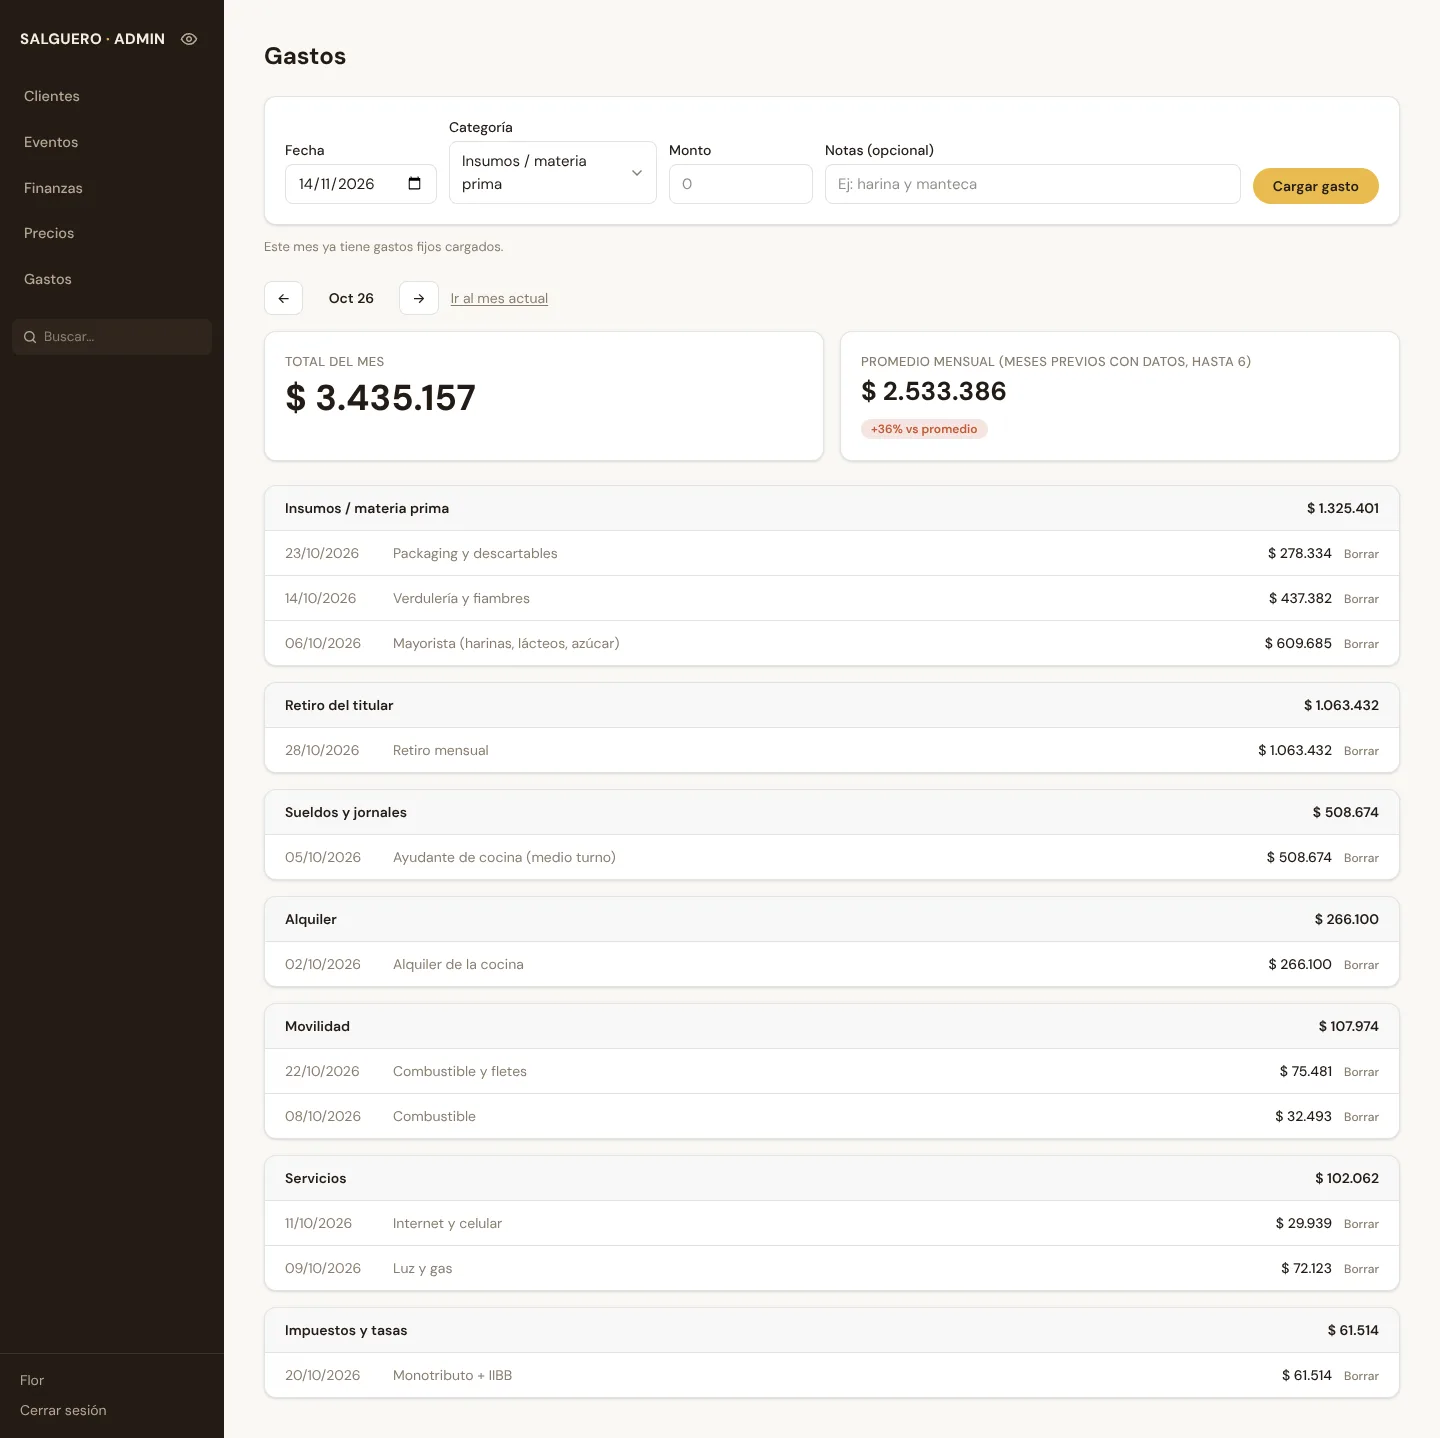 SALGUERO · ADMIN
Clientes
Eventos
Finanzas
Precios
Gastos
Buscar...
Flor
Cerrar sesión
Gastos
Fecha
14/11/2026
Categoría
Insumos / materia
prima
Monto
0
Notas (opcional)
Ej: harina y manteca
Cargar gasto
Este mes ya tiene gastos fijos cargados.
← Oct 26 → Ir al mes actual
TOTAL DEL MES
$ 3.435.157
PROMEDIO MENSUAL (MESES PREVIOS CON DATOS, HASTA 6)
$ 2.533.386
+36% vs promedio
Insumos / materia prima $ 1.325.401
23/10/2026 Packaging y descartables $ 278.334 Borrar
14/10/2026 Verdulería y fiambres $ 437.382 Borrar
06/10/2026 Mayorista (harinas, lácteos, azúcar) $ 609.685 Borrar
Retiro del titular $ 1.063.432
28/10/2026 Retiro mensual $ 1.063.432 Borrar
Sueldos y jornales $ 508.674
05/10/2026 Ayudante de cocina (medio turno) $ 508.674 Borrar
Alquiler $ 266.100
02/10/2026 Alquiler de la cocina $ 266.100 Borrar
Movilidad $ 107.974
22/10/2026 Combustible y fletes $ 75.481 Borrar
08/10/2026 Combustible $ 32.493 Borrar
Servicios $ 102.062
11/10/2026 Internet y celular $ 29.939 Borrar
09/10/2026 Luz y gas $ 72.123 Borrar
Impuestos y tasas $ 61.514
20/10/2026 Monotributo + IIBB $ 61.514 Borrar